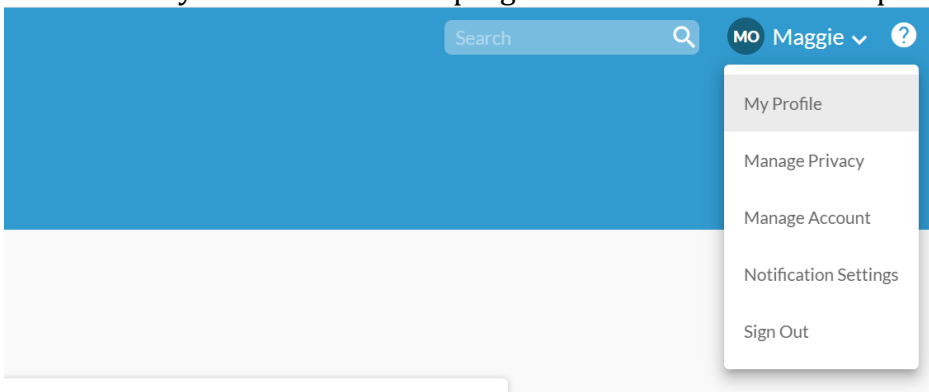 Search
MO Maggie
?
My Profile
Manage Privacy
Manage Account
Notification Settings
Sign Out